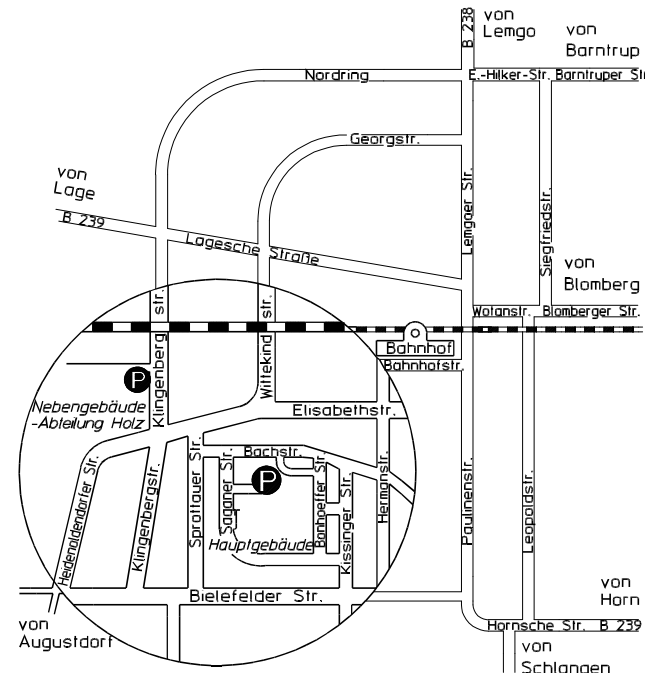 von
Lemgo
B 238
von
Barntrup
Nordring
E.-Hilker-Str.
Barntruper Str
Georgstr.
Lemgoer Str.
Siegfriedstr.
von
Lage
B 239
Lagesche Straße
von
Blomberg
Wotanstr.
Blomberger Str.
Klingenberg str.
Wittekind str.
Bahnhof
Bahnhofstr.
P
Nebengebäude
-Abteilung Holz
Elisabethstr.
Heidenoldendorfer Str.
Klingenbergstr.
Sprottauer Str.
Saganer Str.
Bachstr.
P
Bonhoeffer Str.
Kissinger Str.
Hermannstr.
Hauptgebäude
Paulinenstr.
Leopoldstr.
Bielefelder Str.
von
Augustdorf
von
Horn
Hornsche Str.
B 239
von
Schlangen